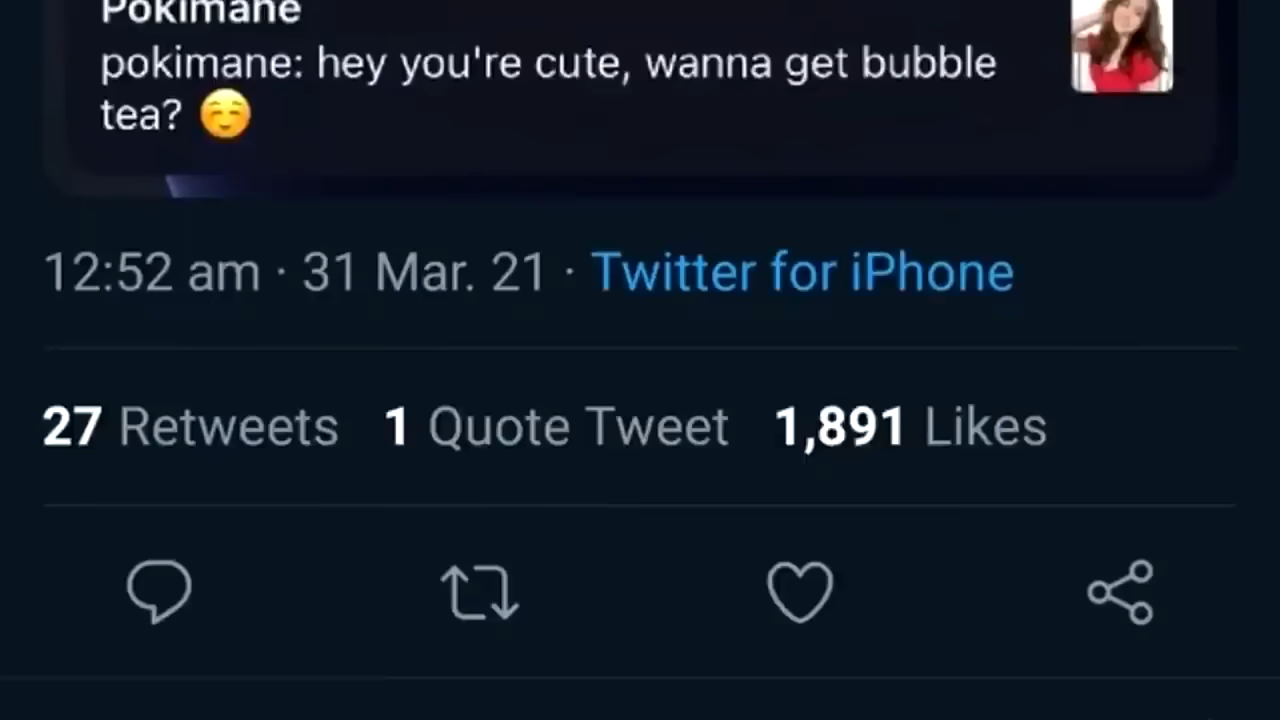 Pokimane
pokimane: hey you're cute, wanna get bubble
tea? ☺️
12:52 am · 31 Mar. 21 · Twitter for iPhone
27 Retweets 1 Quote Tweet 1,891 Likes